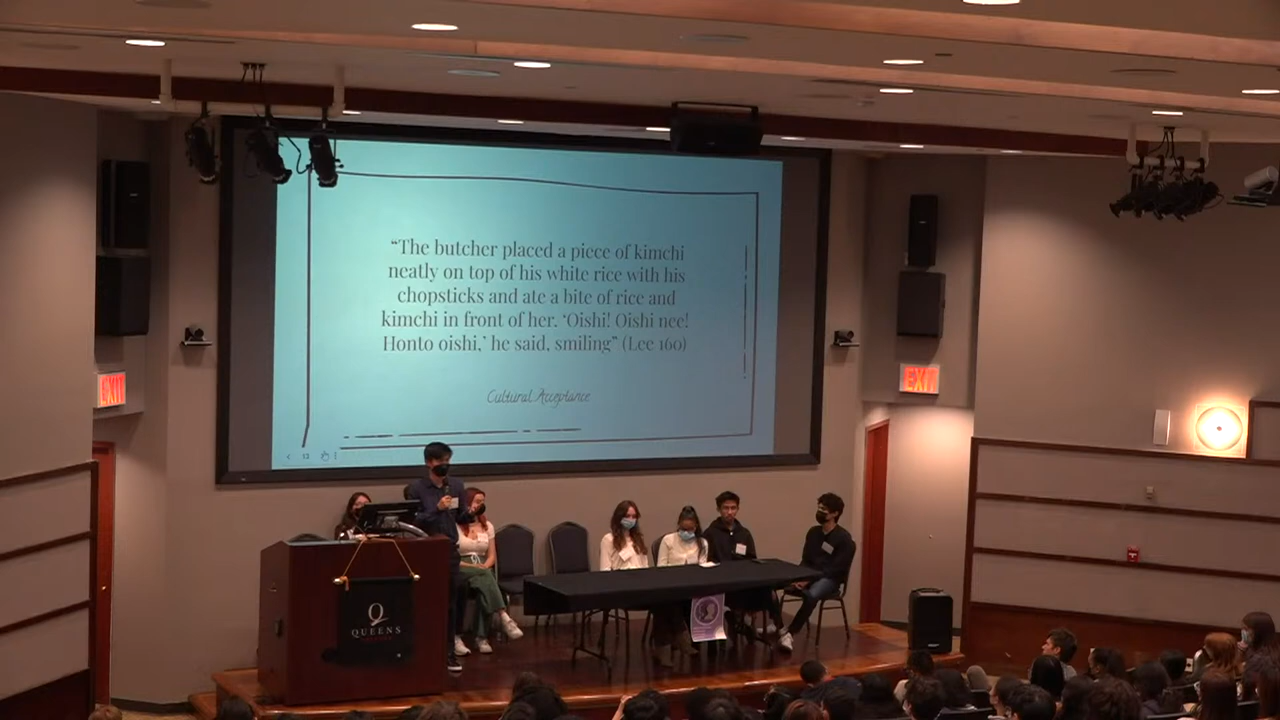 “The butcher placed a piece of kimchi
neatly on top of his white rice with his
chopsticks and ate a bite of rice and
kimchi in front of her. ‘Oishi! Oishi nee!
Honto oishi,’ he said, smiling” (Lee 160)
Cultural Acceptance
13
EXIT
EXIT
Q
QUEENS